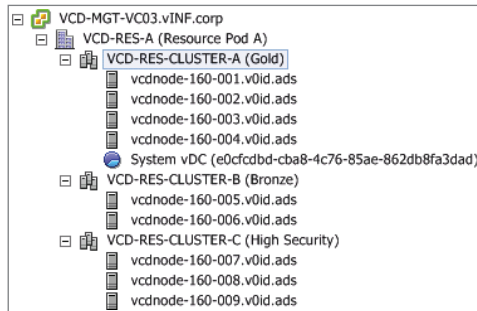 VCD-MGT-VC03.vINF.corp
VCD-RES-A (Resource Pod A)
VCD-RES-CLUSTER-A (Gold)
vcdnode-160-001.v0id.ads
vcdnode-160-002.v0id.ads
vcdnode-160-003.v0id.ads
vcdnode-160-004.v0id.ads
System vDC (e0cfcdbd-cba8-4c76-85ae-862db8fa3dad)
VCD-RES-CLUSTER-B (Bronze)
vcdnode-160-005.v0id.ads
vcdnode-160-006.v0id.ads
VCD-RES-CLUSTER-C (High Security)
vcdnode-160-007.v0id.ads
vcdnode-160-008.v0id.ads
vcdnode-160-009.v0id.ads